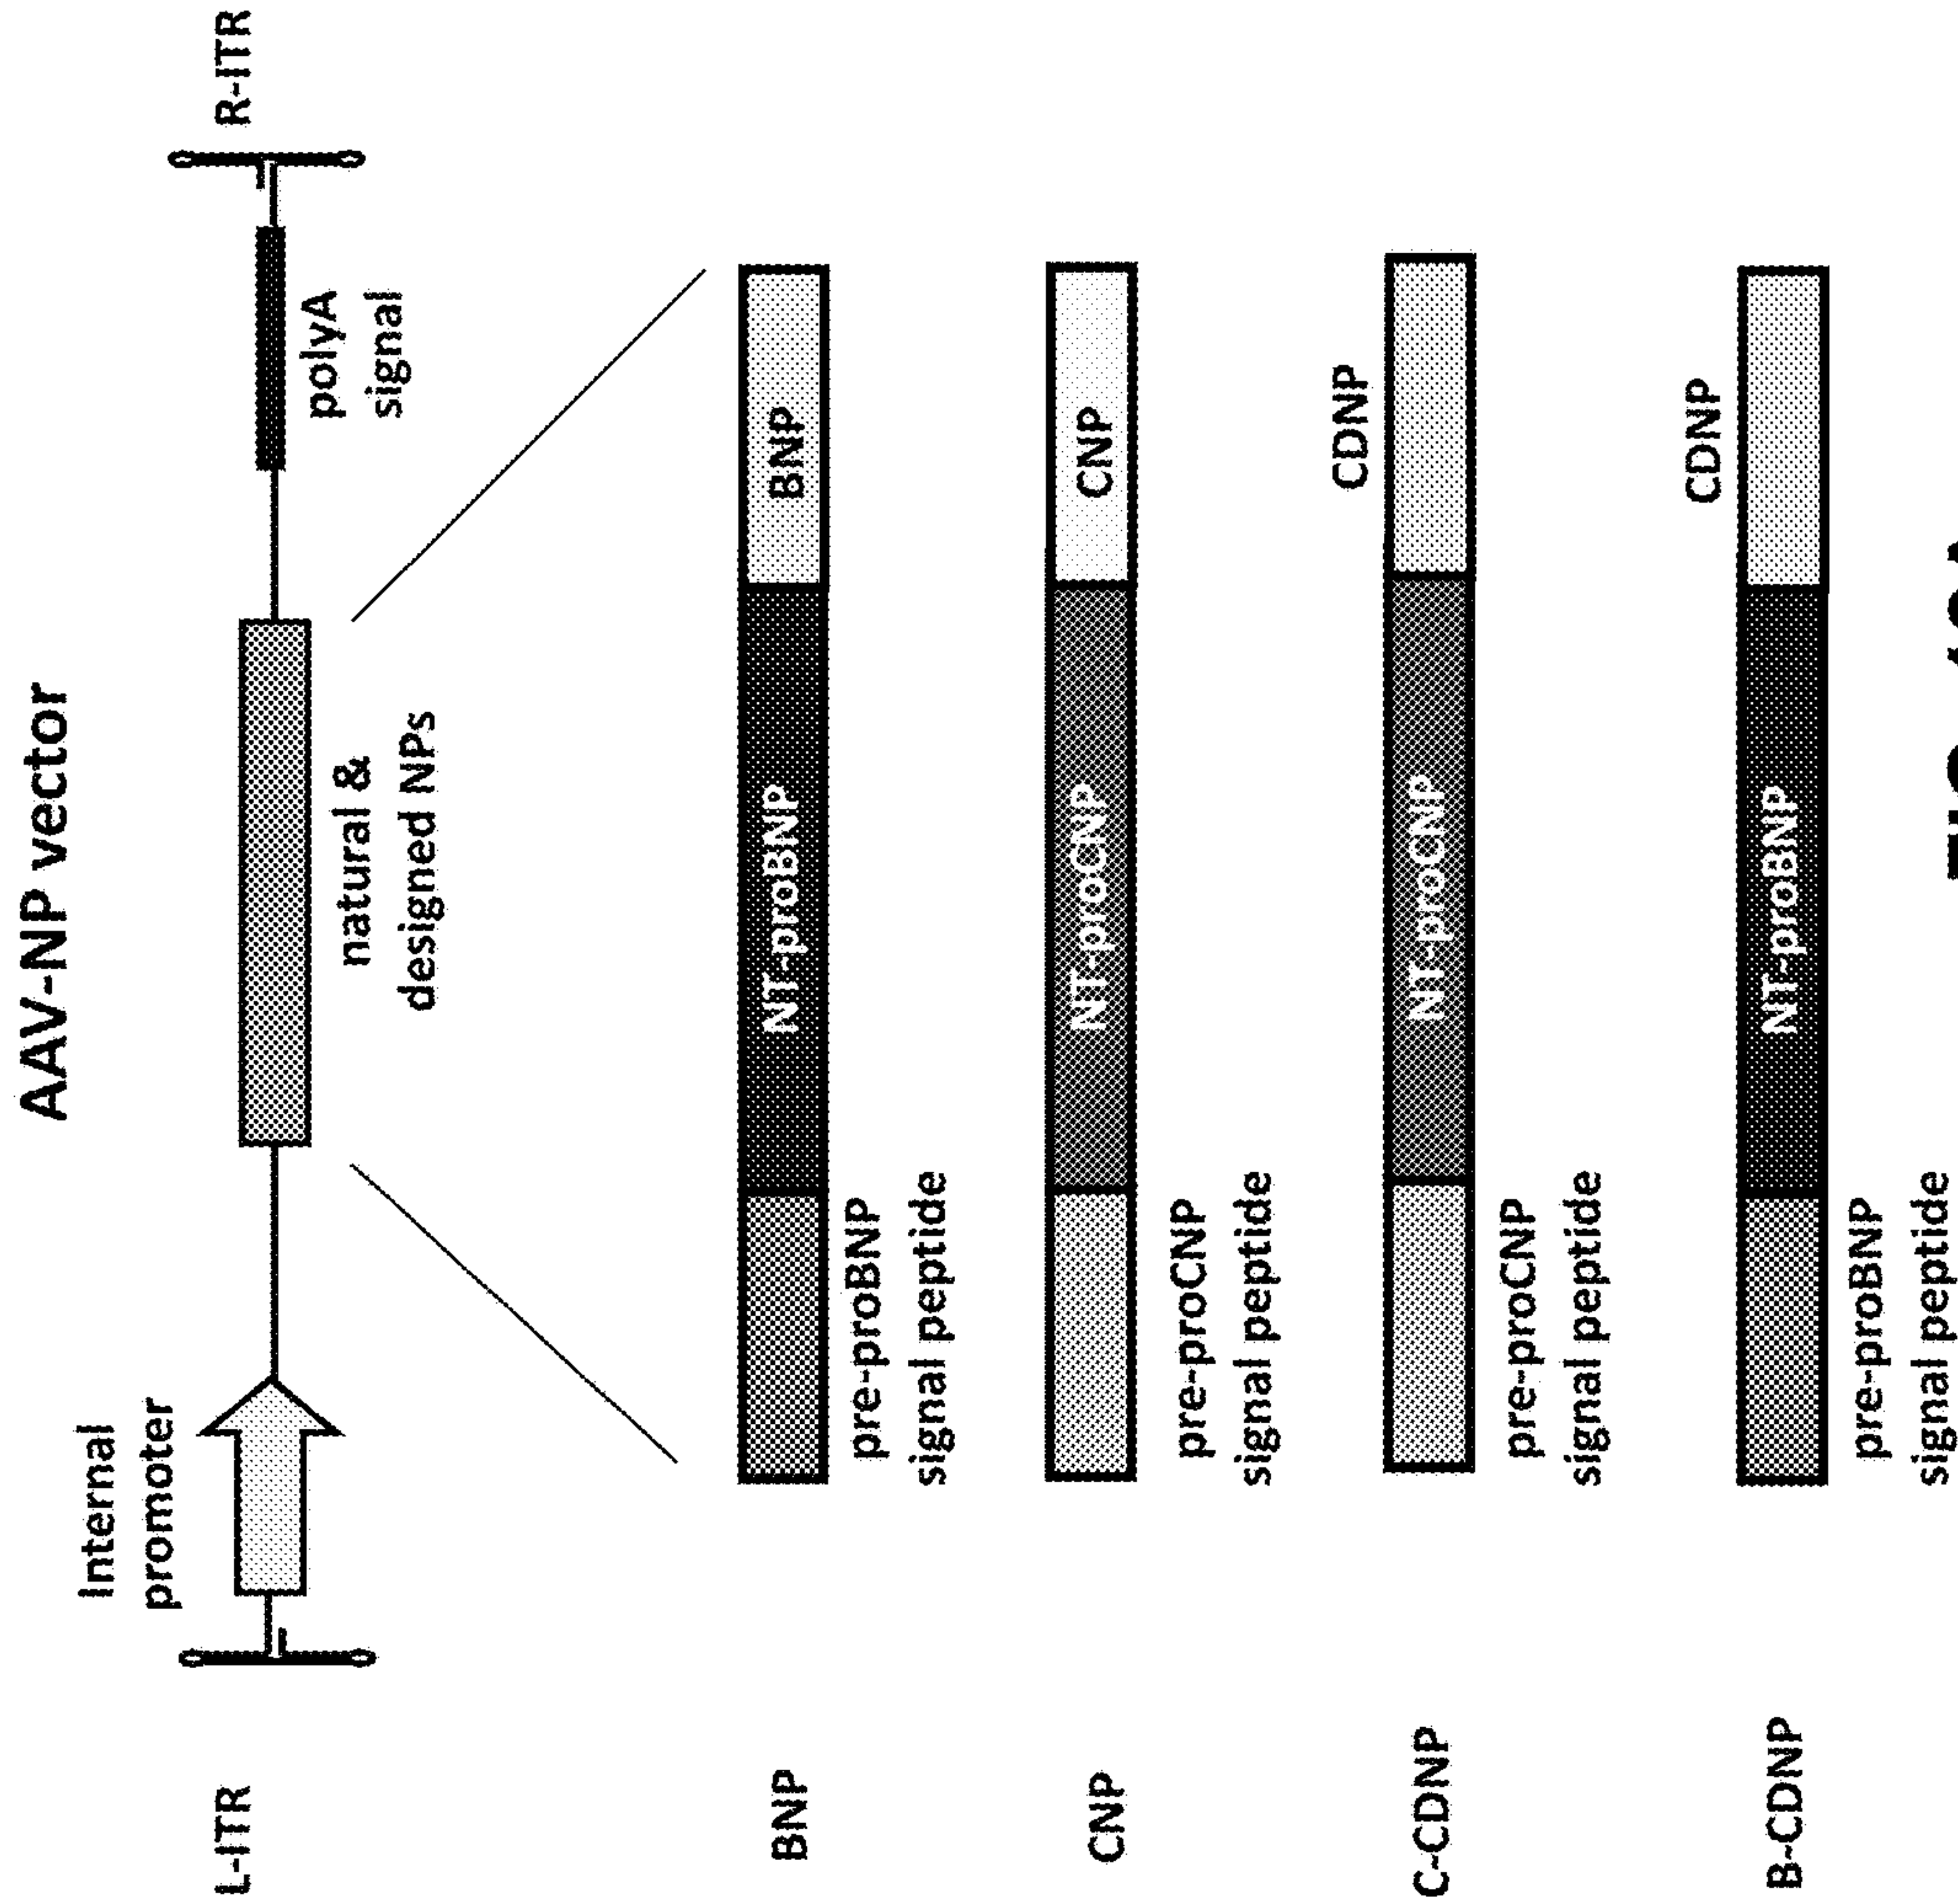 AAV-NP vector
Internal
promoter
L-ITR
R-ITR
polyA
signal
natural &
designed NPs
BNP
NT-proBNP
BNP
pre-proBNP
signal peptide
CNP
NT-proCNP
CNP
pre-proCNP
signal peptide
CDNP
C-CDNP
NT-proCNP
pre-proCNP
signal peptide
CDNP
B-CDNP
NT-proBNP
pre-proBNP
signal peptide